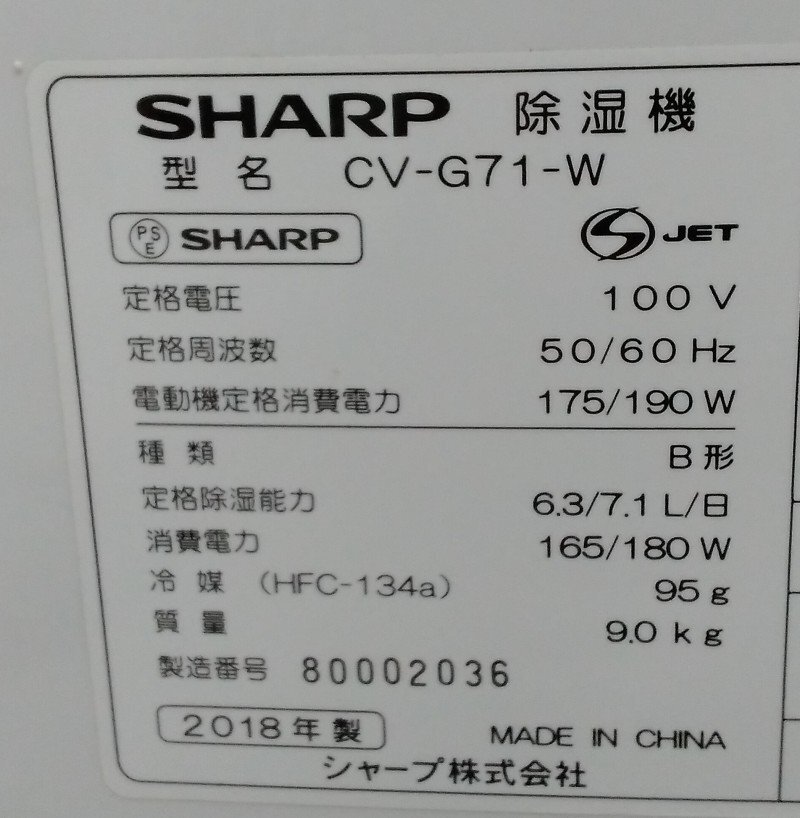 SHARP 除湿機
型名 CV-G71-W
PSE SHARP JET
定格電圧 100 V
定格周波数 50/60 Hz
電動機定格消費電力 175/190 W
種類 B形
定格除湿能力 6.3/7.1 L/日
消費電力 165/180 W
冷媒 (HFC-134a) 95 g
質量 9.0 kg
製造番号 80002036
2018年製 MADE IN CHINA
シャープ株式会社